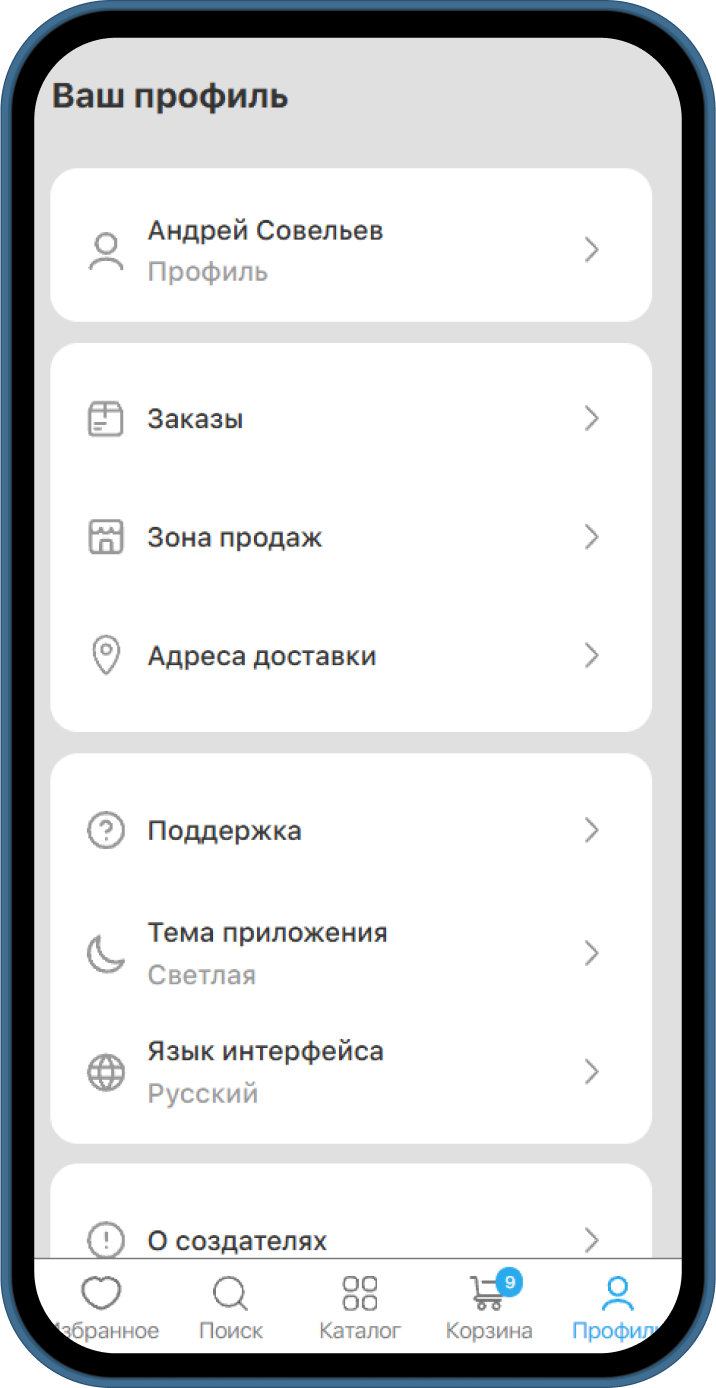 Ваш профиль
Андрей Совельев
Профиль
Заказы
Зона продаж
Адреса доставки
Поддержка
Тема приложения
Светлая
Язык интерфейса
Русский
О создателях
9
збранное Поиск Каталог Корзина Профиль